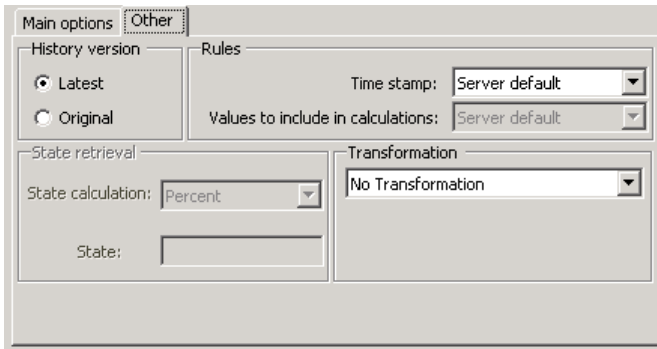 Main options Other
History version Rules
Latest Time stamp: Server default
Original Values to include in calculations: Server default
State retrieval Transformation
No Transformation
State calculation: Percent
State: